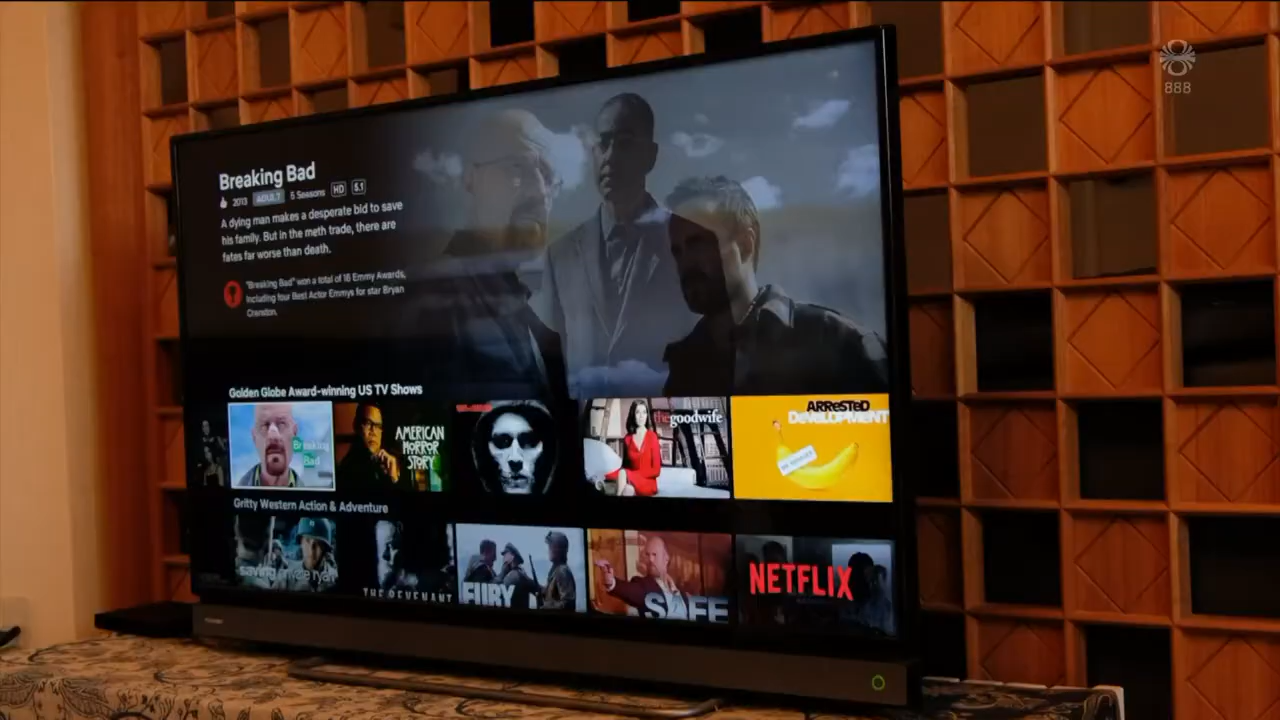 888
Breaking Bad
2013 ADULT 5 Seasons HD 5.1
A dying man makes a desperate bid to save
his family. But in the meth trade, there are
fates far worse than death.
"Breaking Bad" won a total of 16 Emmy Awards,
including four Best Actor Emmys for star Bryan
Cranston.
Golden Globe Award-winning US TV Shows
Breaking
Bad
AMERICAN
HORROR
STORY
the goodwife
ARRESTED
DEVELOPMENT
Gritty Western Action & Adventure
saving private ryan
THE REVENANT
FURY
SAFE
NETFLIX